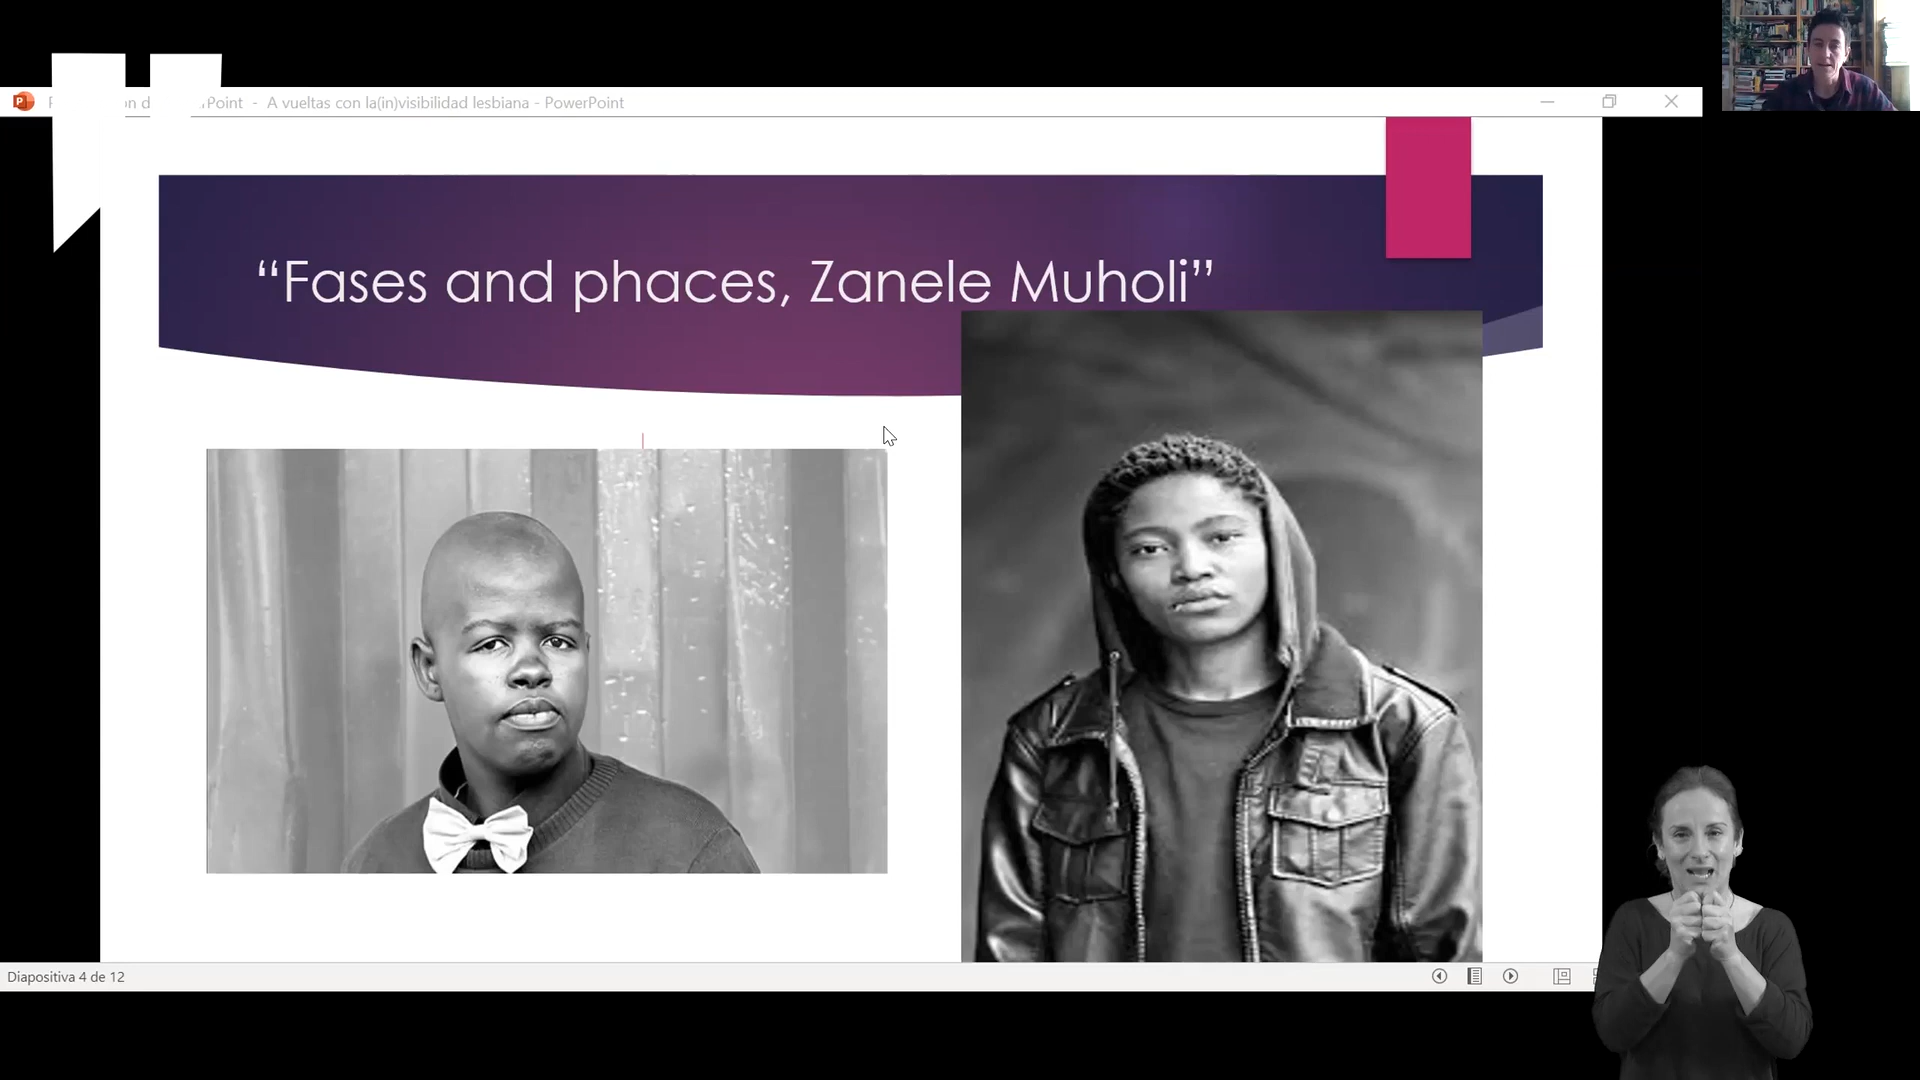 Point - A vueltas con la(in)visibilidad lesbiana - PowerPoint
“Fases and phaces, Zanele Muholi”
Diapositiva 4 de 12